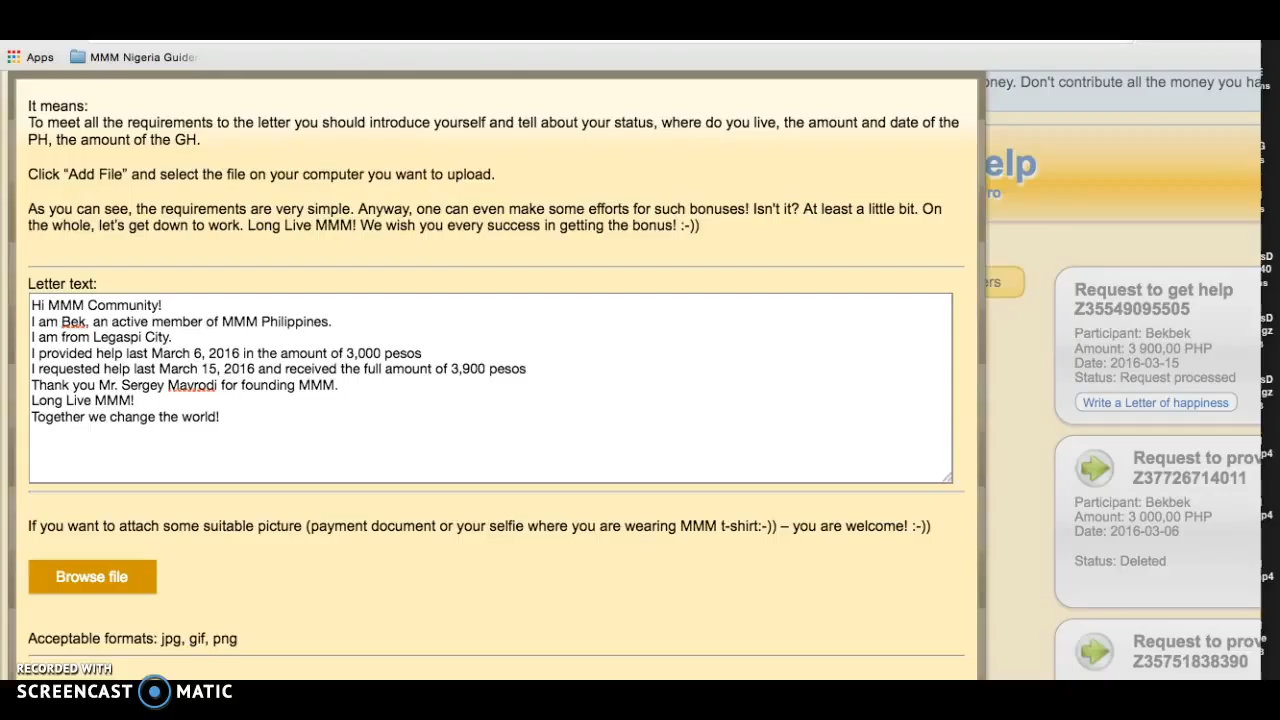 Apps MMM Nigeria Guide
oney. Don't contribute all the money you ha
It means:
To meet all the requirements to the letter you should introduce yourself and tell about your status, where do you live, the amount and date of the
PH, the amount of the GH.
Click “Add File” and select the file on your computer you want to upload.
As you can see, the requirements are very simple. Anyway, one can even make some efforts for such bonuses! Isn't it? At least a little bit. On
the whole, let's get down to work. Long Live MMM! We wish you every success in getting the bonus! :-))
Letter text:
Hi MMM Community!
I am Bek, an active member of MMM Philippines.
I am from Legaspi City.
I provided help last March 6, 2016 in the amount of 3,000 pesos
I requested help last March 15, 2016 and received the full amount of 3,900 pesos
Thank you Mr. Sergey Mavrodi for founding MMM.
Long Live MMM!
Together we change the world!
If you want to attach some suitable picture (payment document or your selfie where you are wearing MMM t-shirt:-)) – you are welcome! :-))
Browse file
Acceptable formats: jpg, gif, png
elp
ro
ers
Request to get help
Z35549095505
Participant: Bekbek
Amount: 3 900,00 PHP
Date: 2016-03-15
Status: Request processed
Write a Letter of happiness
Request to prov
Z37726714011
Participant: Bekbek
Amount: 3 000,00 PHP
Date: 2016-03-06
Status: Deleted
Request to prov
Z35751838390
RECORDED WITH
SCREENCAST MATIC